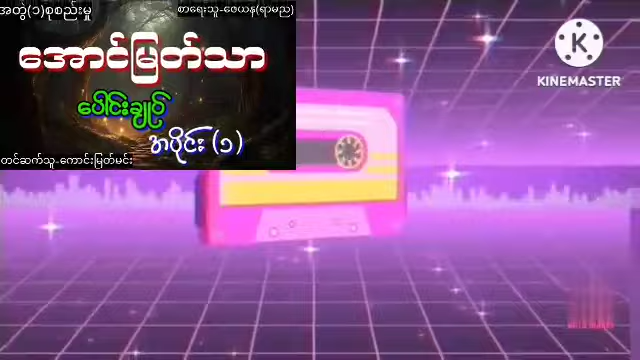 အတွဲ(၁)စုစည်းမှု
စာရေးသူ-ဇေယန(ရာမည)
အောင်မြတ်သာ
ပေါင်းချုပ်
အပိုင်း (၁)
တင်ဆက်သူ-ကောင်းမြတ်မင်း
KINEMASTER